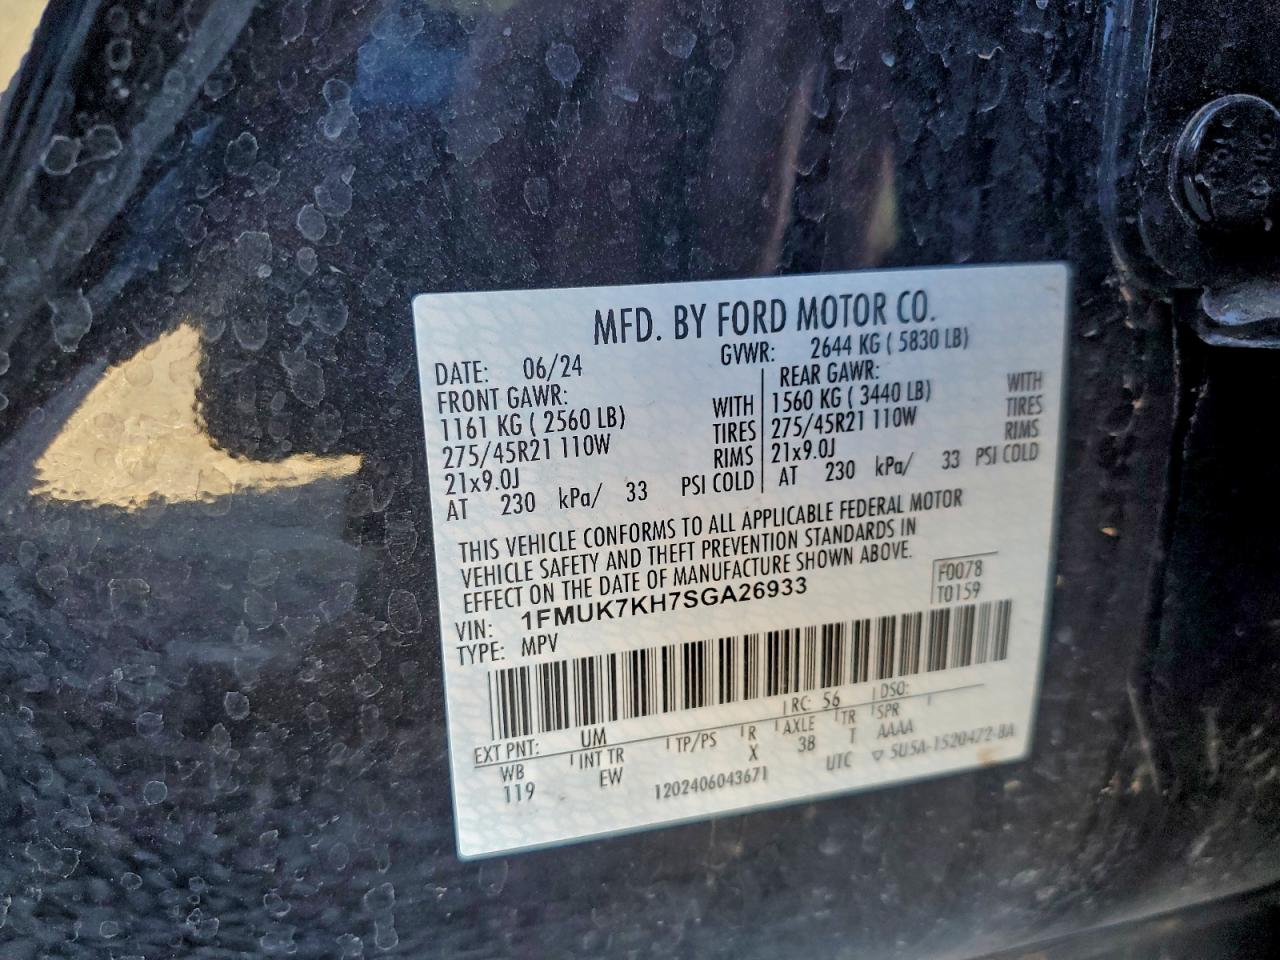 MFD. BY FORD MOTOR CO.
DATE: 06/24 GVWR: 2644 KG ( 5830 LB)
FRONT GAWR: REAR GAWR:
1161 KG ( 2560 LB) WITH 1560 KG ( 3440 LB) WITH
275/45R21 110W TIRES 275/45R21 110W TIRES
21x9.0J RIMS 21x9.0J RIMS
AT 230 kPa/ 33 PSI COLD AT 230 kPa/ 33 PSI COLD
THIS VEHICLE CONFORMS TO ALL APPLICABLE FEDERAL MOTOR
VEHICLE SAFETY AND THEFT PREVENTION STANDARDS IN
EFFECT ON THE DATE OF MANUFACTURE SHOWN ABOVE.
VIN: 1FMUK7KH7SGA26933 F0078
TYPE: MPV T0159
EXT PNT: UM RC: 56 DSO:
WB INT TR TP/PS R AXLE TR SPR
119 EW X 38 T AAAA
1202406043671 UTC ▽ 5U5A-1520472-BA